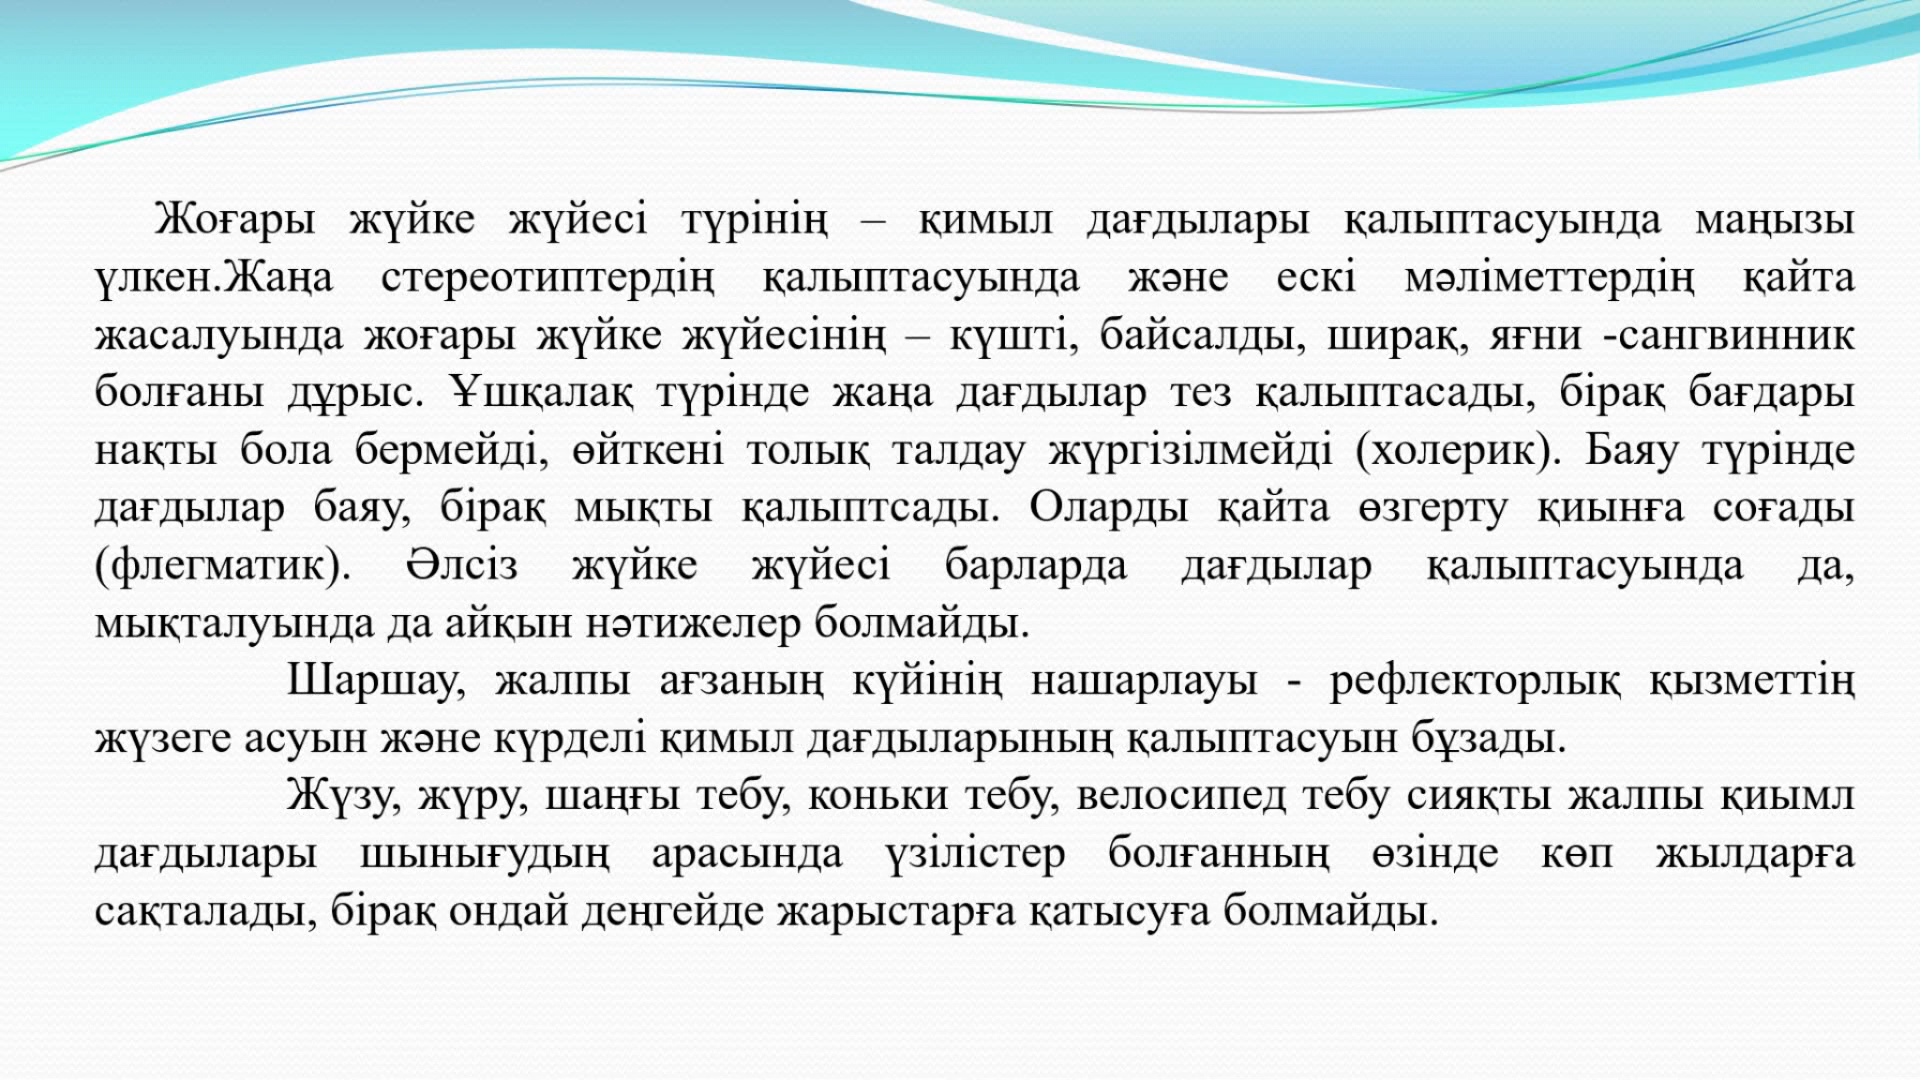 Жоғары жүйке жүйесі түрінің – қимыл дағдылары қалыптасуында маңызы
үлкен.Жаңа стереотиптердің қалыптасуында және ескі мәліметтердің қайта
жасалуында жоғары жүйке жүйесінің – күшті, байсалды, ширақ, яғни -сангвинник
болғаны дұрыс. Ұшқалақ түрінде жаңа дағдылар тез қалыптасады, бірақ бағдары
нақты бола бермейді, өйткені толық талдау жүргізілмейді (холерик). Баяу түрінде
дағдылар баяу, бірақ мықты қалыптсады. Оларды қайта өзгерту қиынға соғады
(флегматик). Әлсіз жүйке жүйесі барларда дағдылар қалыптасуында да,
мықталуында да айқын нәтижелер болмайды.
Шаршау, жалпы ағзаның күйінің нашарлауы - рефлекторлық қызметтің
жүзеге асуын және күрделі қимыл дағдыларының қалыптасуын бұзады.
Жүзу, жүру, шаңғы тебу, коньки тебу, велосипед тебу сияқты жалпы қиымл
дағдылары шынығудың арасында үзілістер болғанның өзінде көп жылдарға
сақталады, бірақ ондай деңгейде жарыстарға қатысуға болмайды.